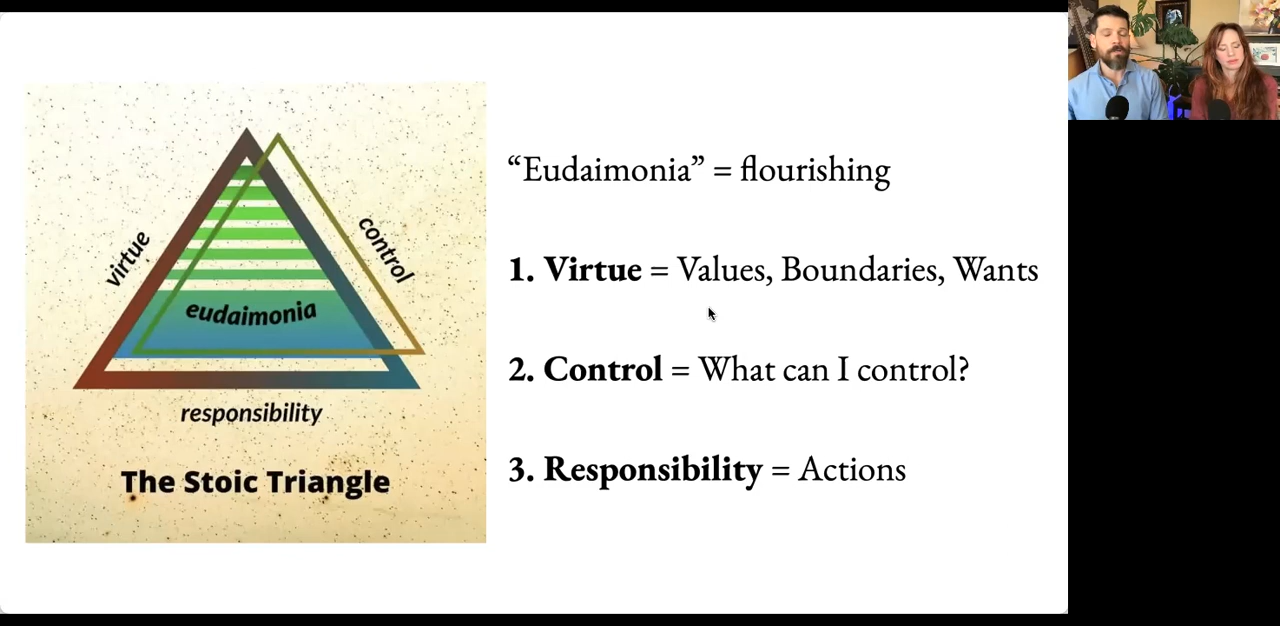 virtue
control
eudaimonia
responsibility
The Stoic Triangle
“Eudaimonia” = flourishing
1. Virtue = Values, Boundaries, Wants
2. Control = What can I control?
3. Responsibility = Actions